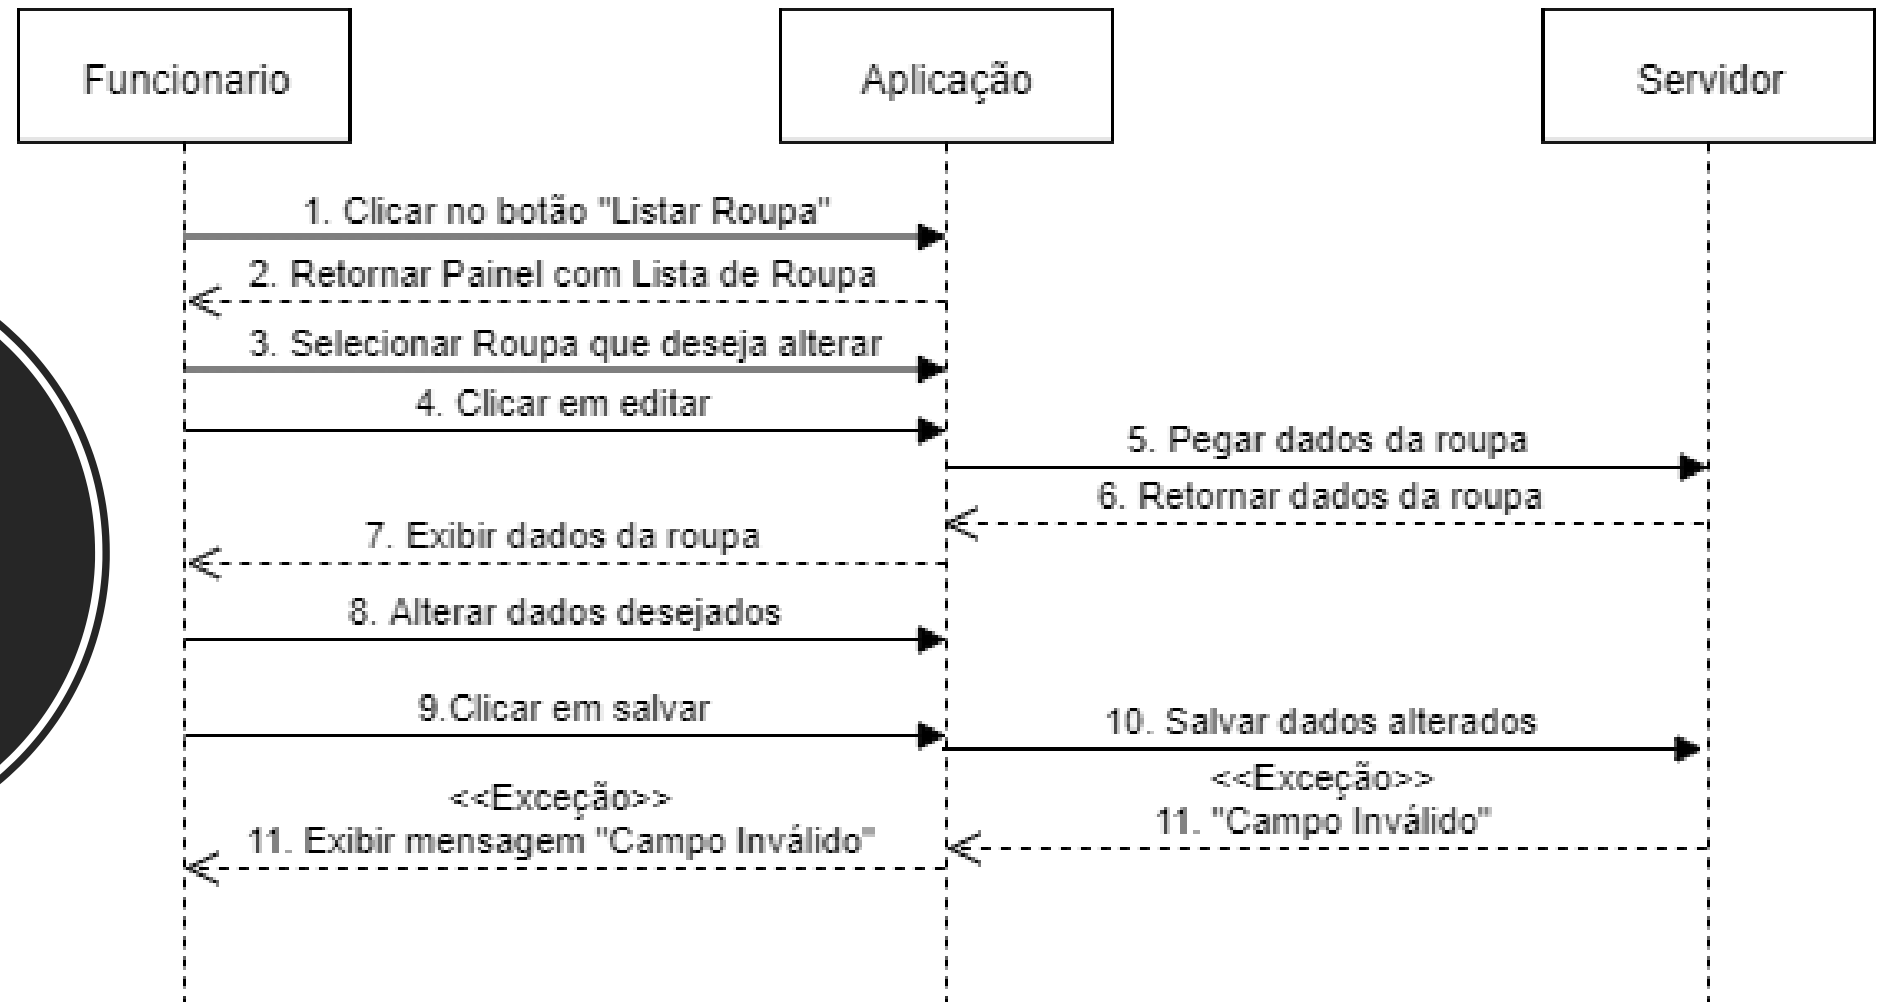 Funcionario
Aplicação
Servidor
1. Clicar no botão "Listar Roupa"
2. Retornar Painel com Lista de Roupa
3. Selecionar Roupa que deseja alterar
4. Clicar em editar
5. Pegar dados da roupa
6. Retornar dados da roupa
7. Exibir dados da roupa
8. Alterar dados desejados
9.Clicar em salvar
10. Salvar dados alterados
<<Exceção>>
11. "Campo Inválido"
<<Exceção>>
11. Exibir mensagem "Campo Inválido"